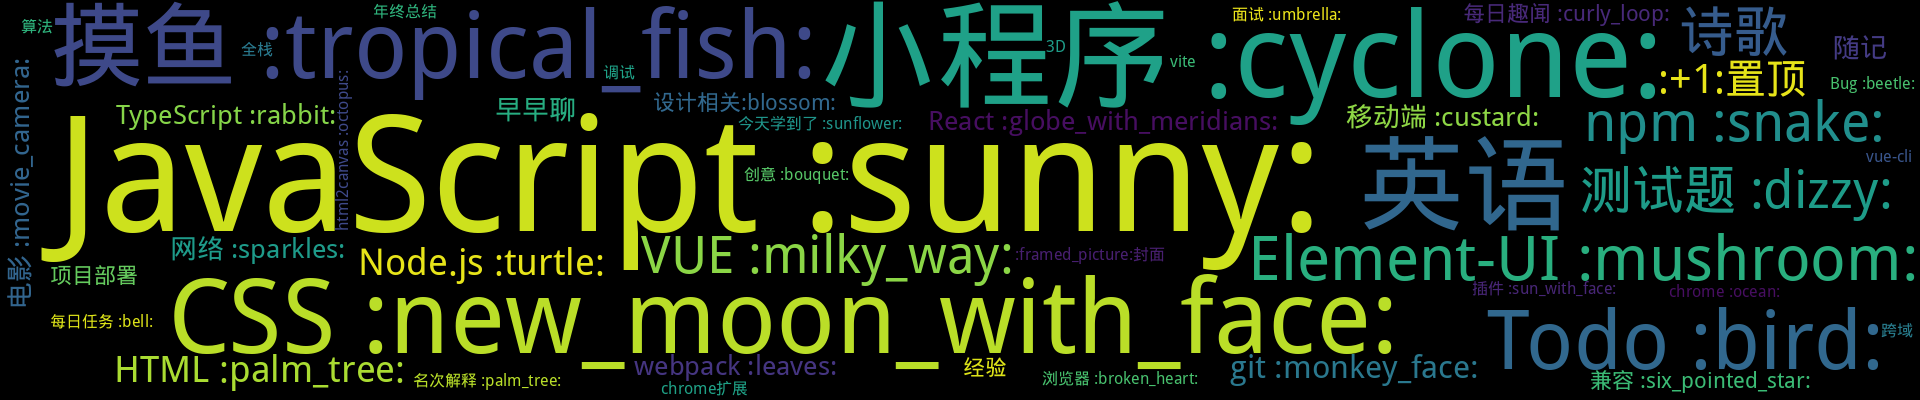 算法
摸鱼 :tropical_fish:
年终总结
全栈
调试
小程序 :cyclone:
3D
vite
面试 :umbrella:
每日趣闻 :curly_loop:
诗歌
随记
:+1:置顶
Bug :beetle:
电影 :movie_camera:
TypeScript :rabbit:
html2canvas :octopus:
早早聊
设计相关:blossom:
今天学到了 :sunflower:
React :globe_with_meridians:
移动端 :custard:
npm :snake:
vue-cli
JavaScript :sunny:
创意 :bouquet:
英语
测试题 :dizzy:
网络 :sparkles:
Node.js :turtle:
VUE :milky_way:
:framed_picture:封面
Element-UI :mushroom:
项目部署
CSS :new_moon_with_face:
插件 :sun_with_face:
chrome :ocean:
每日任务 :bell:
Todo :bird:
跨域
HTML :palm_tree:
名次解释 :palm_tree:
webpack :leaves:
chrome扩展
经验
浏览器 :broken_heart:
git :monkey_face:
兼容 :six_pointed_star: